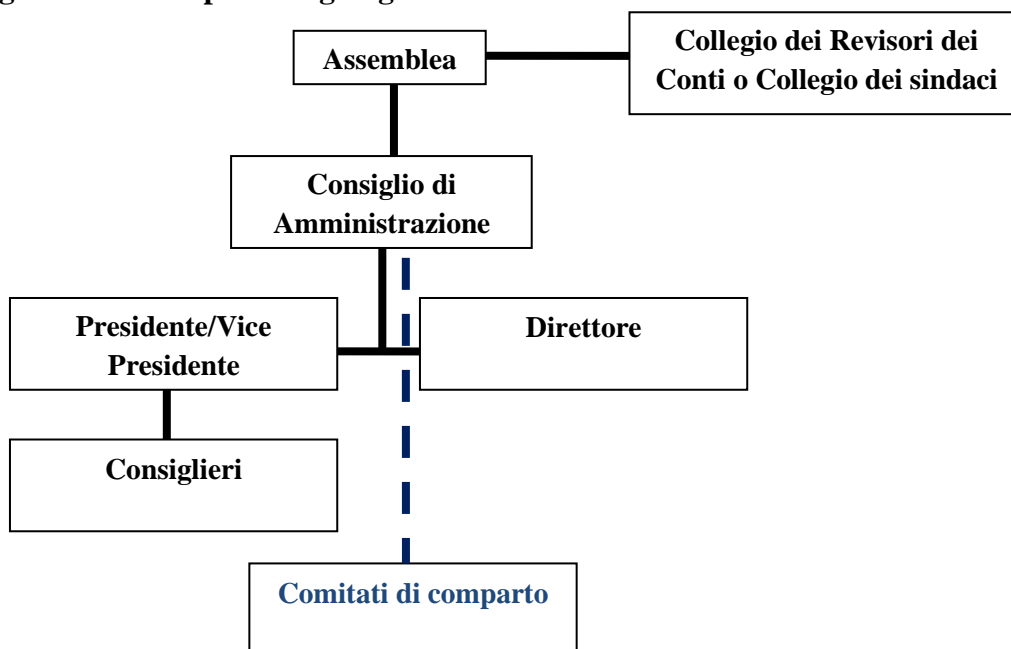 Assemblea
Collegio dei Revisori dei
Conti o Collegio dei sindaci
Consiglio di
Amministrazione
Presidente/Vice
Presidente
Direttore
Consiglieri
Comitati di comparto